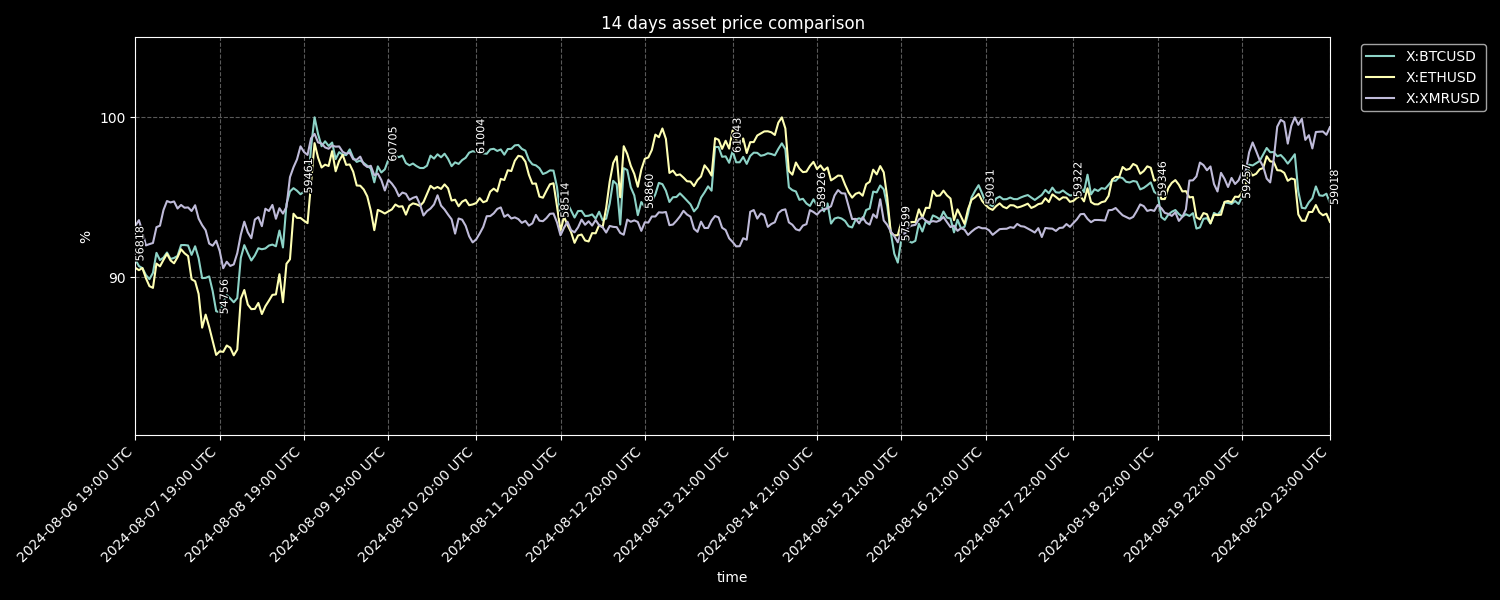 14 days asset price comparison
X:BTCUSD
X:ETHUSD
X:XMRUSD
100
90
%
56818
54756
59461
60705
61004
58514
58860
61043
58926
57599
59031
59322
59346
59257
59018
2024-08-06 19:00 UTC
2024-08-07 19:00 UTC
2024-08-08 19:00 UTC
2024-08-09 19:00 UTC
2024-08-10 20:00 UTC
2024-08-11 20:00 UTC
2024-08-12 20:00 UTC
2024-08-13 21:00 UTC
2024-08-14 21:00 UTC
2024-08-15 21:00 UTC
2024-08-16 21:00 UTC
2024-08-17 22:00 UTC
2024-08-18 22:00 UTC
2024-08-19 22:00 UTC
2024-08-20 23:00 UTC
time